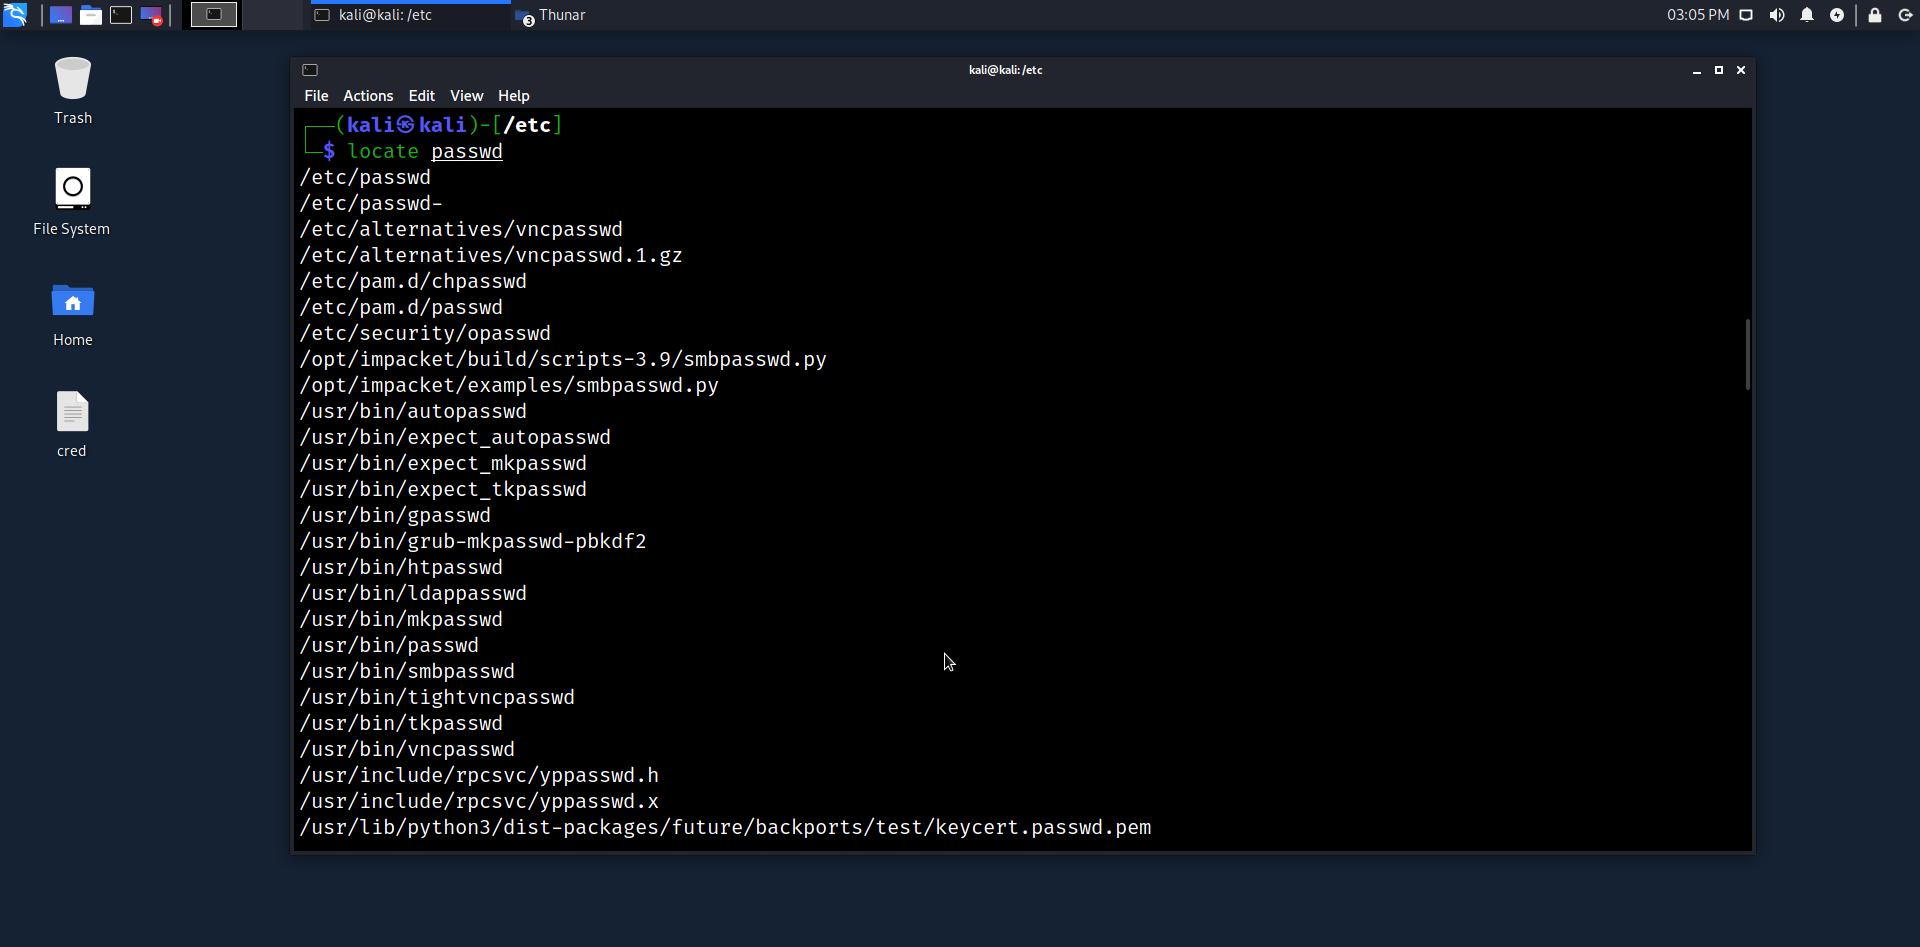 kali@kali: /etc
3
Thunar
03:05 PM
Trash
File System
Home
cred
kali@kali: /etc
File Actions Edit View Help
┌──(kali㉿kali)-[/etc]
└─$ locate passwd
/etc/passwd
/etc/passwd-
/etc/alternatives/vncpasswd
/etc/alternatives/vncpasswd.1.gz
/etc/pam.d/chpasswd
/etc/pam.d/passwd
/etc/security/opasswd
/opt/impacket/build/scripts-3.9/smbpasswd.py
/opt/impacket/examples/smbpasswd.py
/usr/bin/autopasswd
/usr/bin/expect_autopasswd
/usr/bin/expect_mkpasswd
/usr/bin/expect_tkpasswd
/usr/bin/gpasswd
/usr/bin/grub-mkpasswd-pbkdf2
/usr/bin/htpasswd
/usr/bin/ldappasswd
/usr/bin/mkpasswd
/usr/bin/passwd
/usr/bin/smbpasswd
/usr/bin/tightvncpasswd
/usr/bin/tkpasswd
/usr/bin/vncpasswd
/usr/include/rpcsvc/yppasswd.h
/usr/include/rpcsvc/yppasswd.x
/usr/lib/python3/dist-packages/future/backports/test/keycert.passwd.pem